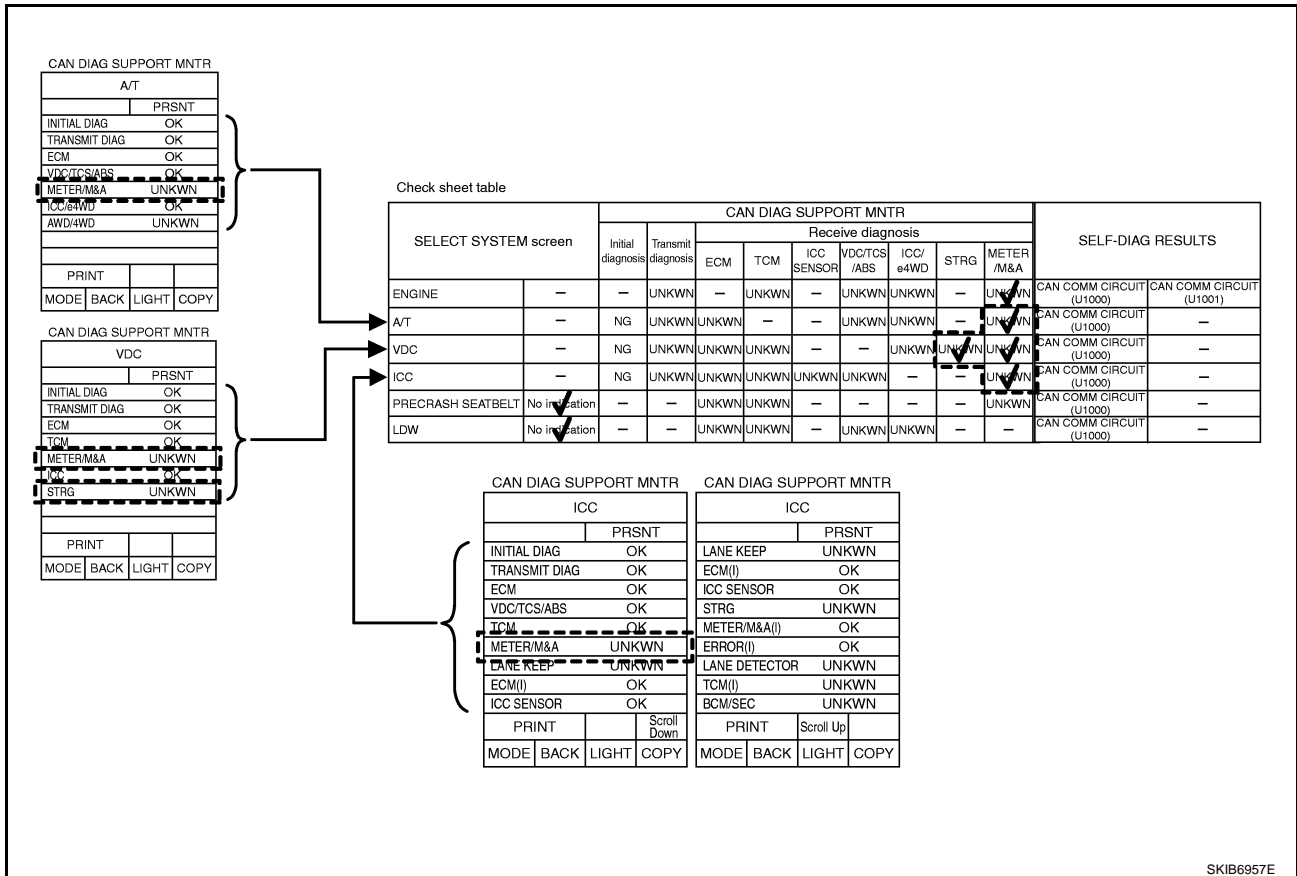 CAN DIAG SUPPORT MNTR
A/T
PRSNT
INITIAL DIAG OK
TRANSMIT DIAG OK
ECM OK
VDC/TCS/ABS OK
METER/M&A UNKWN
ICC/e4WD OK
AWD/4WD UNKWN
PRINT
MODE BACK LIGHT COPY
CAN DIAG SUPPORT MNTR
VDC
PRSNT
INITIAL DIAG OK
TRANSMIT DIAG OK
ECM OK
TCM OK
METER/M&A UNKWN
ICC OK
STRG UNKWN
PRINT
MODE BACK LIGHT COPY
Check sheet table
SELECT SYSTEM screen
CAN DIAG SUPPORT MNTR
SELF-DIAG RESULTS
Initial diagnosis
Transmit diagnosis
Receive diagnosis
ECM
TCM
ICC SENSOR
VDC/TCS /ABS
ICC/ e4WD
STRG
METER /M&A
ENGINE — — UNKWN — UNKWN — UNKWN UNKWN — UNKWN CAN COMM CIRCUIT (U1000) CAN COMM CIRCUIT (U1001)
A/T — NG UNKWN UNKWN — — UNKWN UNKWN — UNKWN CAN COMM CIRCUIT (U1000) —
VDC — NG UNKWN UNKWN UNKWN — — UNKWN UNKWN UNKWN CAN COMM CIRCUIT (U1000) —
ICC — NG UNKWN UNKWN UNKWN UNKWN UNKWN — — UNKWN CAN COMM CIRCUIT (U1000) —
PRECRASH SEATBELT No indication — — UNKWN UNKWN — — — — UNKWN CAN COMM CIRCUIT (U1000) —
LDW No indication — — UNKWN UNKWN — UNKWN UNKWN — — CAN COMM CIRCUIT (U1000) —
CAN DIAG SUPPORT MNTR
ICC
PRSNT
INITIAL DIAG OK
TRANSMIT DIAG OK
ECM OK
VDC/TCS/ABS OK
TCM OK
METER/M&A UNKWN
LANE KEEP UNKWN
ECM(I) OK
ICC SENSOR OK
PRINT Scroll Down
MODE BACK LIGHT COPY
CAN DIAG SUPPORT MNTR
ICC
PRSNT
LANE KEEP UNKWN
ECM(I) OK
ICC SENSOR OK
STRG UNKWN
METER/M&A(I) OK
ERROR(I) OK
LANE DETECTOR UNKWN
TCM(I) UNKWN
BCM/SEC UNKWN
PRINT Scroll Up
MODE BACK LIGHT COPY
SKIB6957E